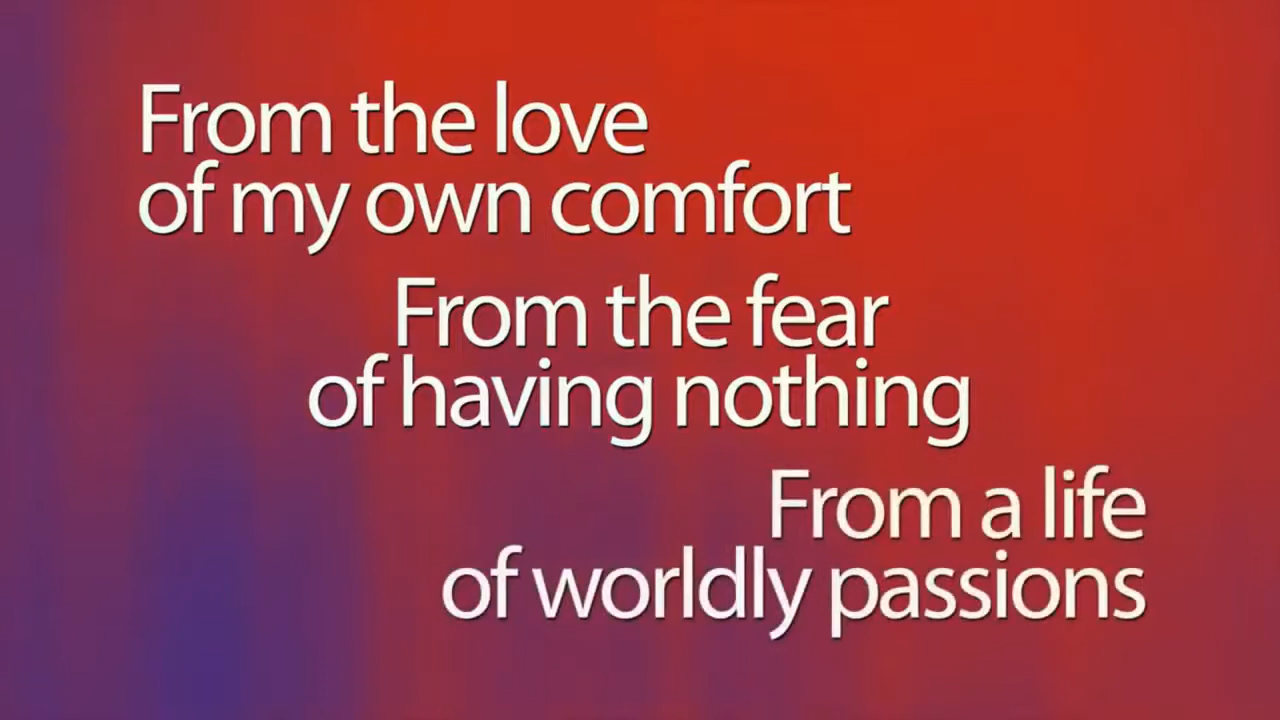 From the love
of my own comfort
From the fear
of having nothing
From a life
of worldly passions